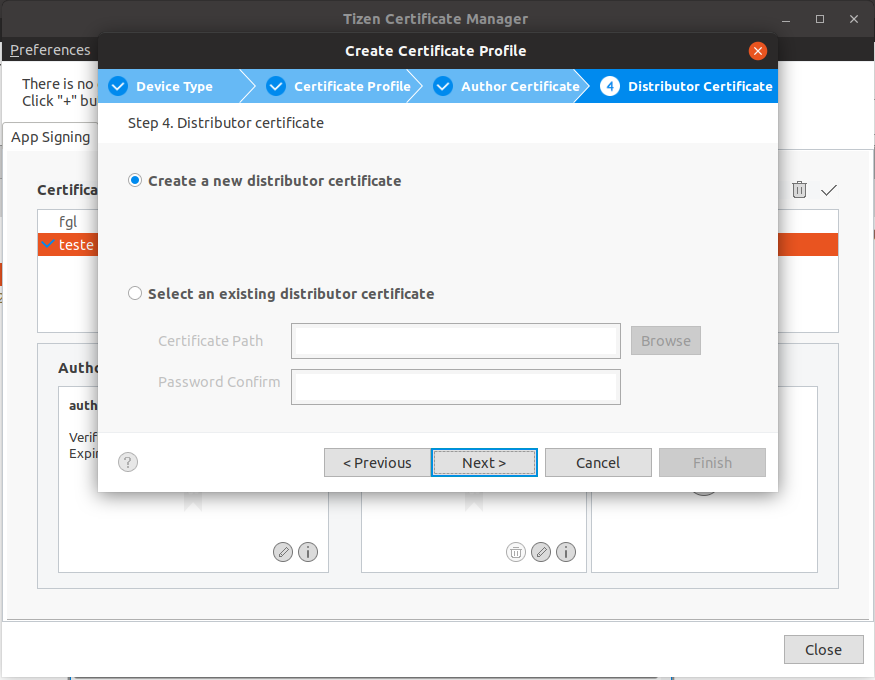 Tizen Certificate Manager
Preferences
Create Certificate Profile
There is no
Click "+" bu
Device Type
Certificate Profile
Author Certificate
4 Distributor Certificate
App Signing
Step 4. Distributor certificate
Create a new distributor certificate
Certifica
fgl
teste
Select an existing distributor certificate
Certificate Path
Browse
Password Confirm
Autho
auth
Verif
Expir
?
< Previous
Next >
Cancel
Finish
Close